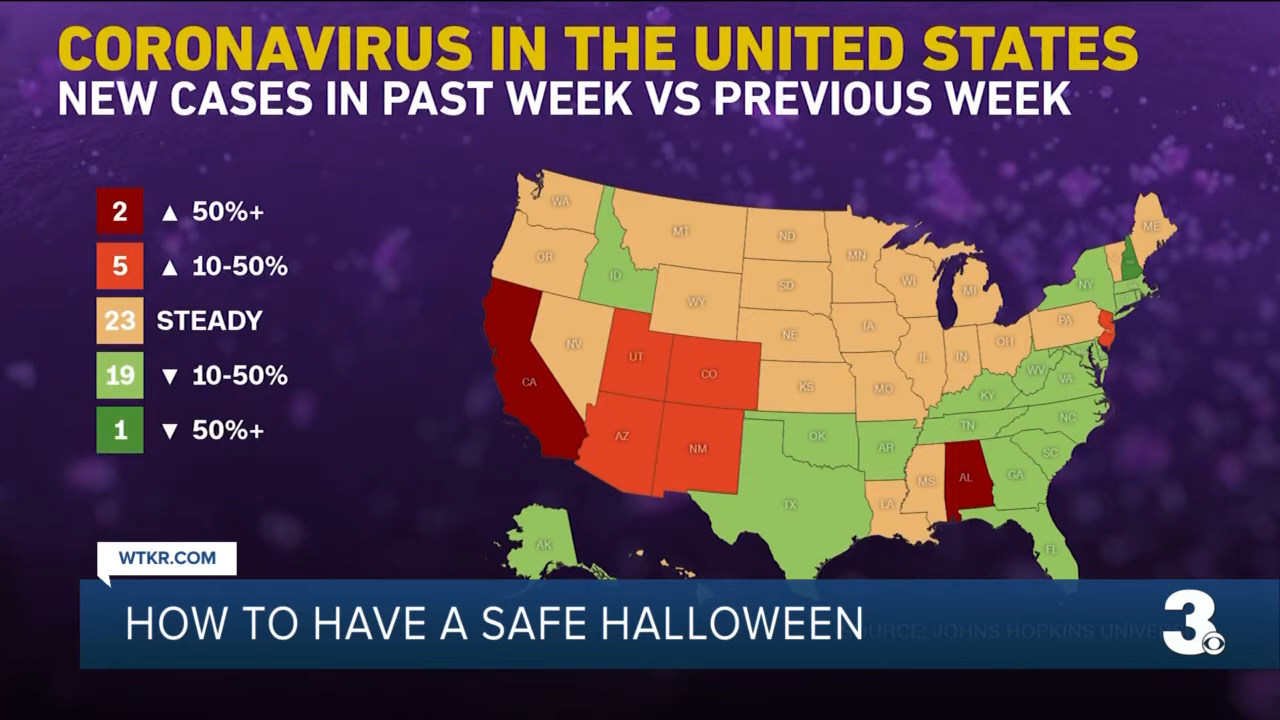 CORONAVIRUS IN THE UNITED STATES
NEW CASES IN PAST WEEK VS PREVIOUS WEEK
2 ▲ 50%+
5 ▲ 10-50%
23 STEADY
19 ▼ 10-50%
1 ▼ 50%+
WA
MT
ND
MN
ME
OR
ID
SD
WI
MI
NY
WY
NE
IA
PA
NV
UT
CO
IL
IN
OH
WV
VA
CA
KS
MO
KY
AZ
NM
OK
AR
TN
NC
TX
LA
MS
AL
GA
SC
AK
FL
WTKR.COM
HOW TO HAVE A SAFE HALLOWEEN
JOHNS HOPKINS
3